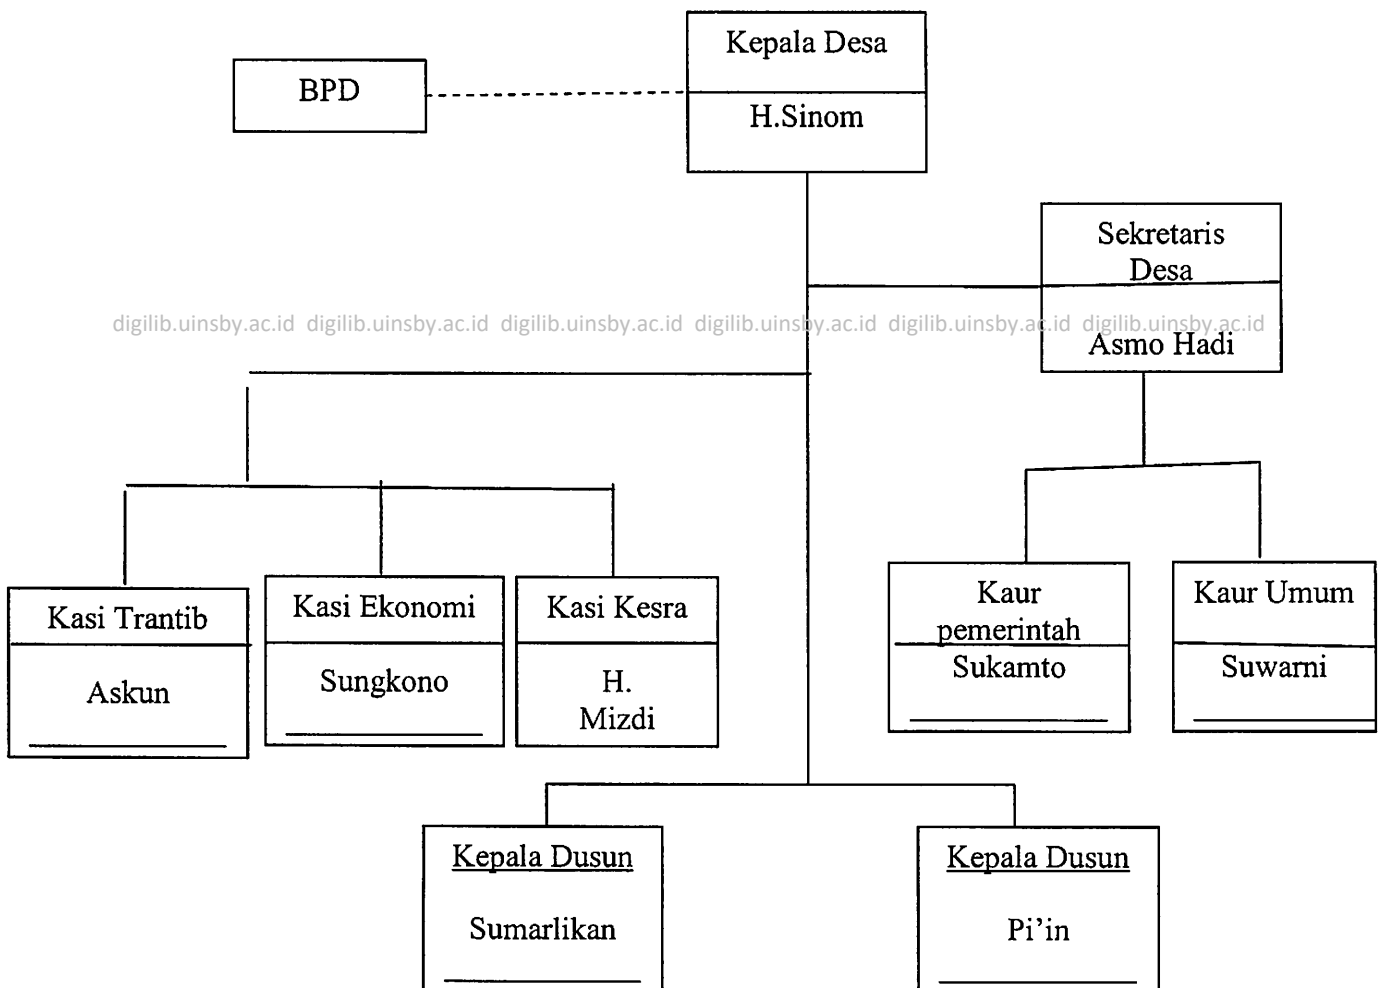 Kepala Desa
H.Sinom
BPD
Sekretaris
Desa
Asmo Hadi
digilib.uinsby.ac.id digilib.uinsby.ac.id digilib.uinsby.ac.id digilib.uinsby.ac.id digilib.uinsby.ac.id digilib.uinsby.ac.id
Kasi Trantib
Askun
Kasi Ekonomi
Sungkono
Kasi Kesra
H.
Mizdi
Kaur
pemerintah
Sukamto
Kaur Umum
Suwarni
Kepala Dusun
Sumarlikan
Kepala Dusun
Pi’in